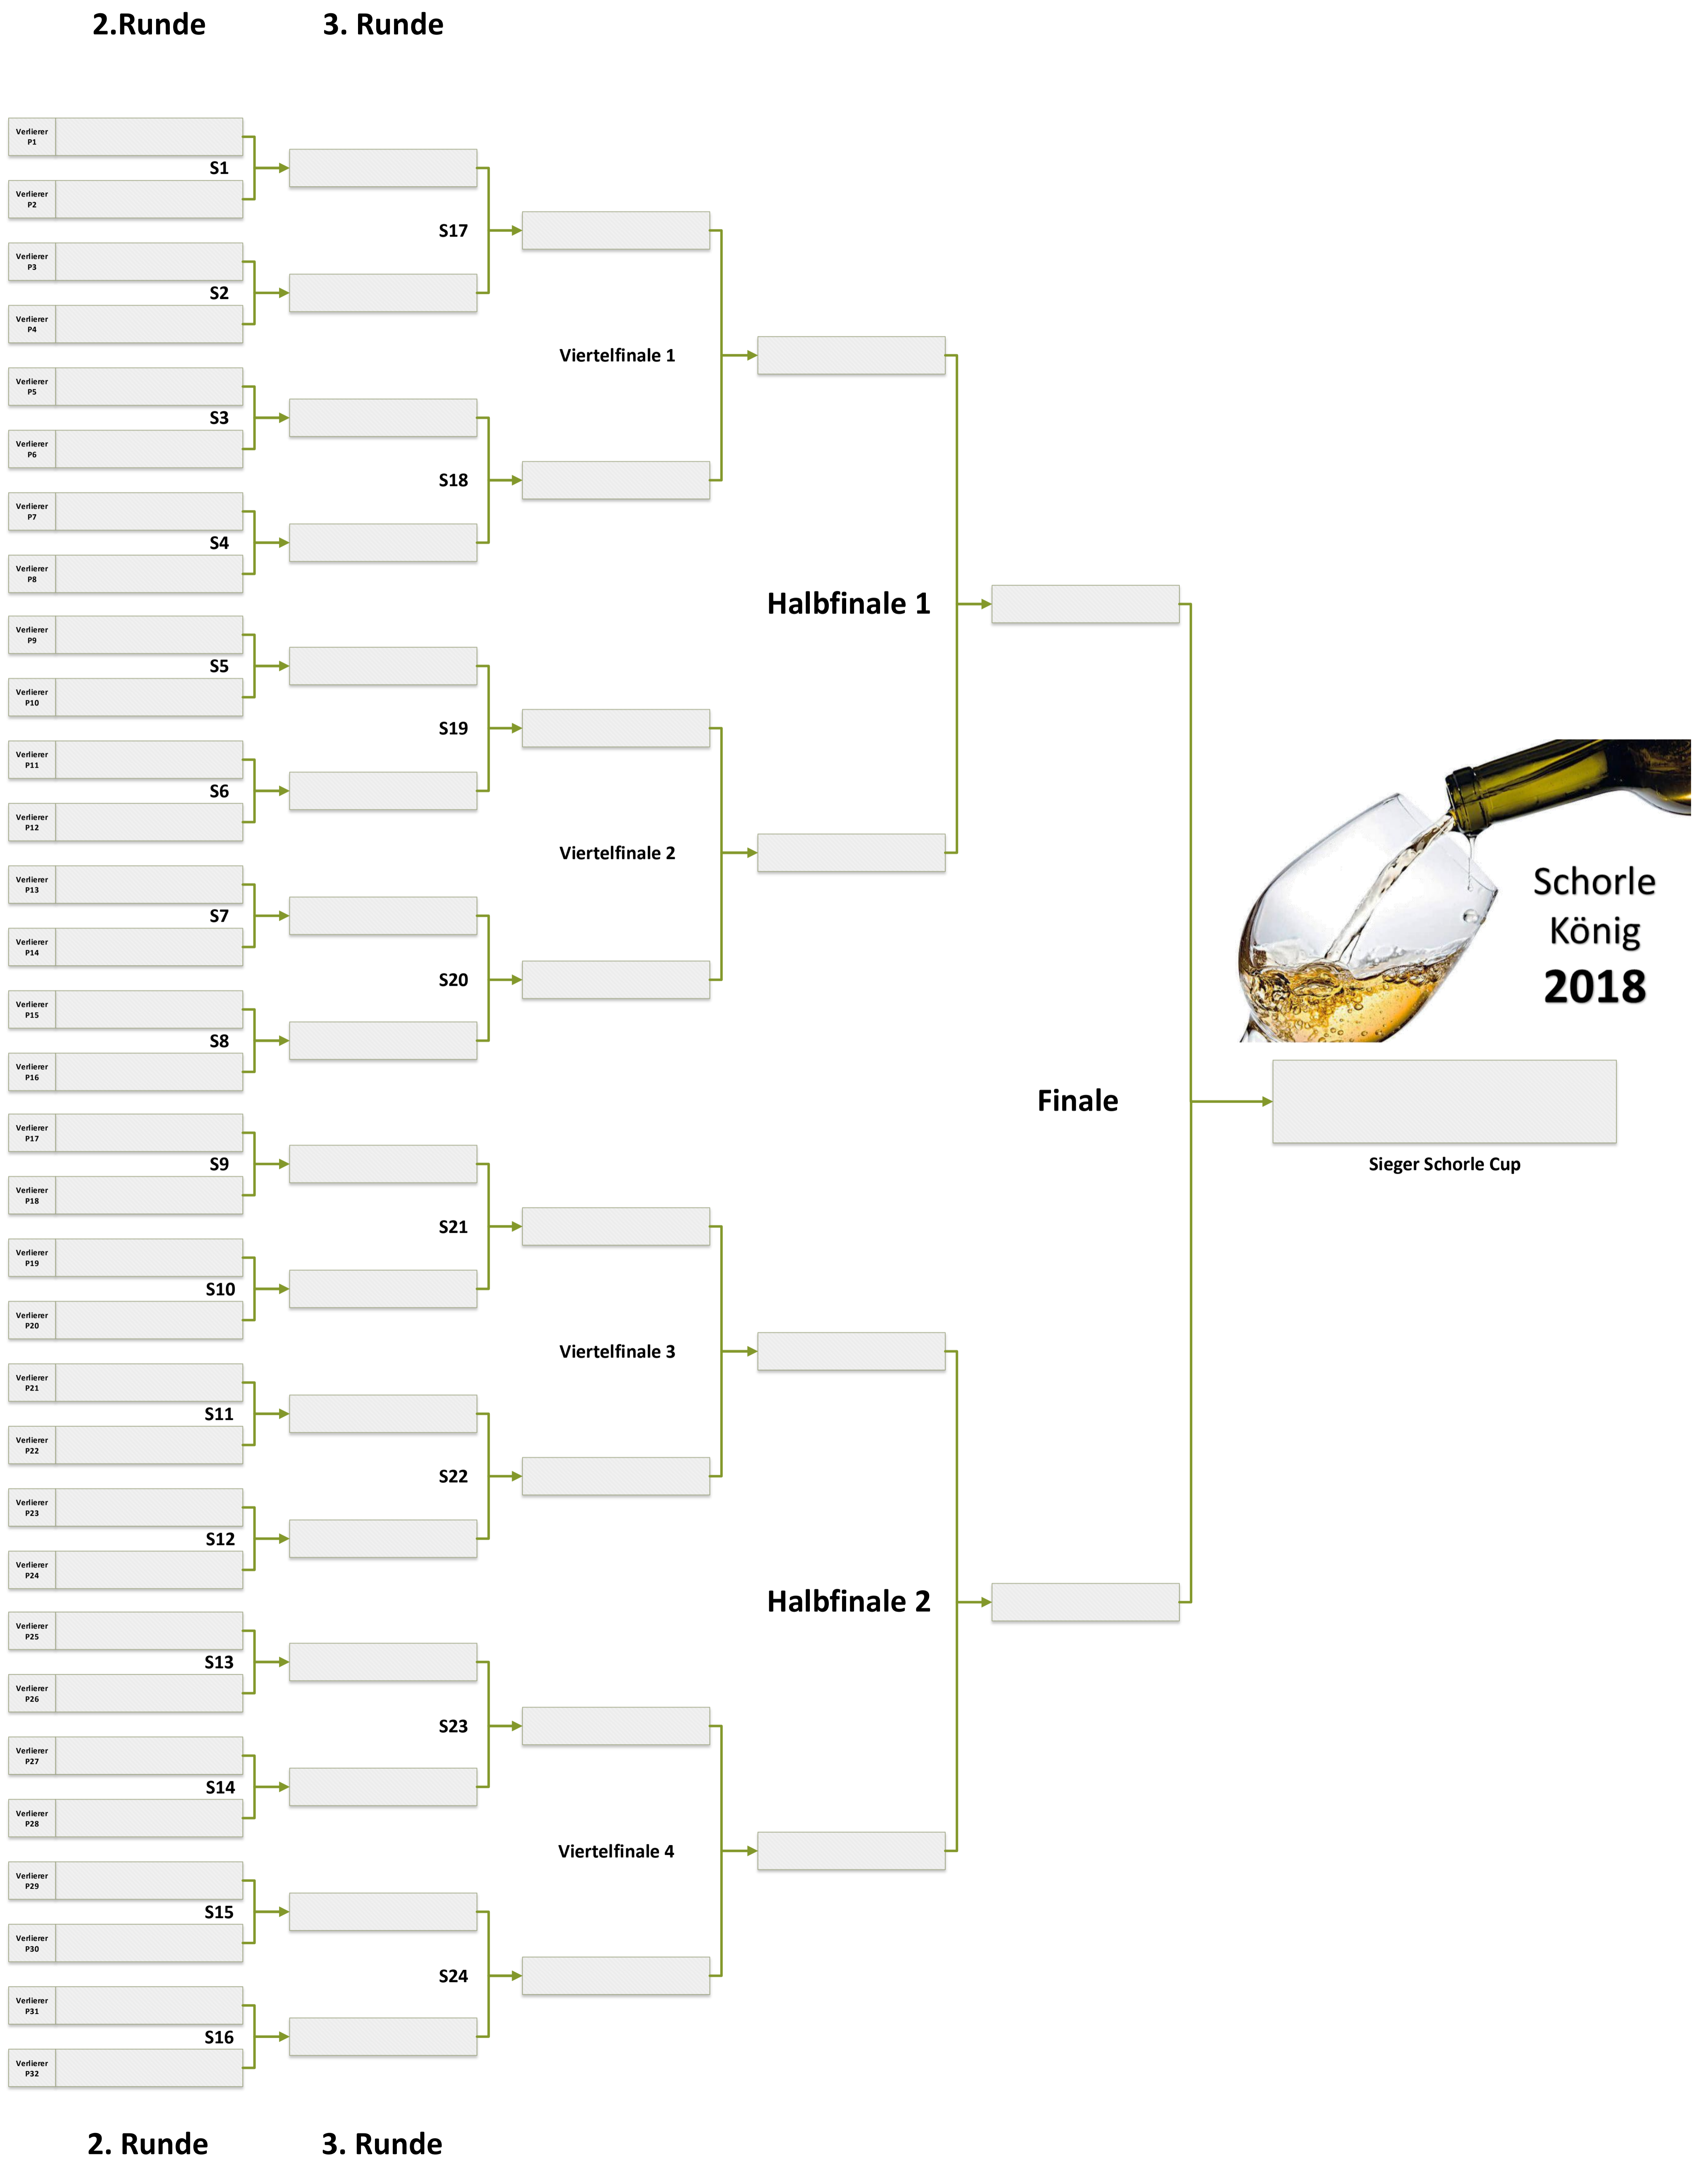 2.Runde
3. Runde
Verlierer
P1
S1
Verlierer
P2
Verlierer
P3
S2
Verlierer
P4
Verlierer
P5
S3
Verlierer
P6
Verlierer
P7
S4
Verlierer
P8
Verlierer
P9
S5
Verlierer
P10
Verlierer
P11
S6
Verlierer
P12
Verlierer
P13
S7
Verlierer
P14
Verlierer
P15
S8
Verlierer
P16
Verlierer
P17
S9
Verlierer
P18
Verlierer
P19
S10
Verlierer
P20
Verlierer
P21
S11
Verlierer
P22
Verlierer
P23
S12
Verlierer
P24
Verlierer
P25
S13
Verlierer
P26
Verlierer
P27
S14
Verlierer
P28
Verlierer
P29
S15
Verlierer
P30
Verlierer
P31
S16
Verlierer
P32
S17
S18
S19
S20
S21
S22
S23
S24
Viertelfinale 1
Viertelfinale 2
Viertelfinale 3
Viertelfinale 4
Halbfinale 1
Halbfinale 2
Finale
Schorle
König
2018
Sieger Schorle Cup
2. Runde
3. Runde